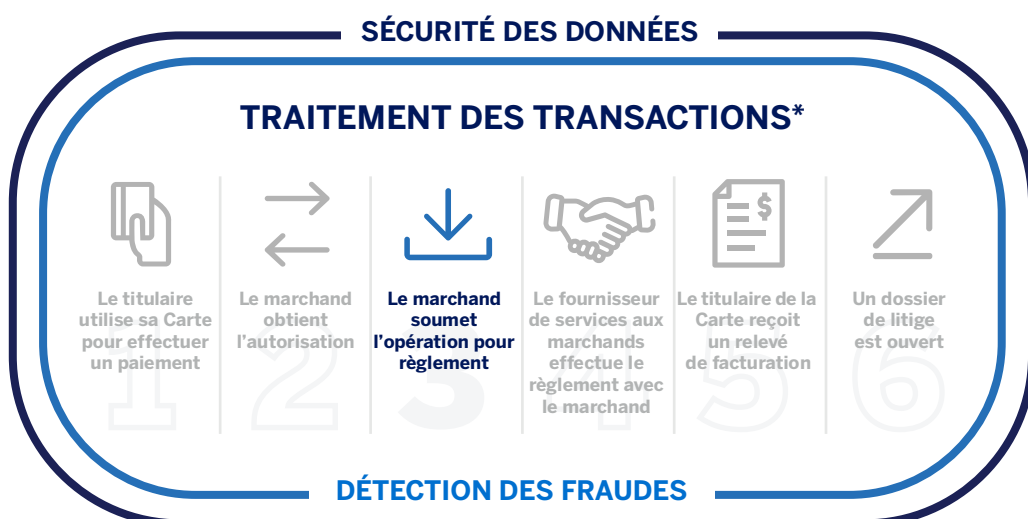 SÉCURITÉ DES DONNÉES
TRAITEMENT DES TRANSACTIONS*
$
Le titulaire
utilise sa Carte
pour effectuer
un paiement
1
Le marchand
obtient
l'autorisation
2
Le marchand
soumet
l'opération pour
règlement
3
Le fournisseur
de services aux
marchands
effectue le
règlement avec
le marchand
4
Le titulaire de la
Carte reçoit
un relevé
de facturation
5
Un dossier
de litige
est ouvert
6
DÉTECTION DES FRAUDES